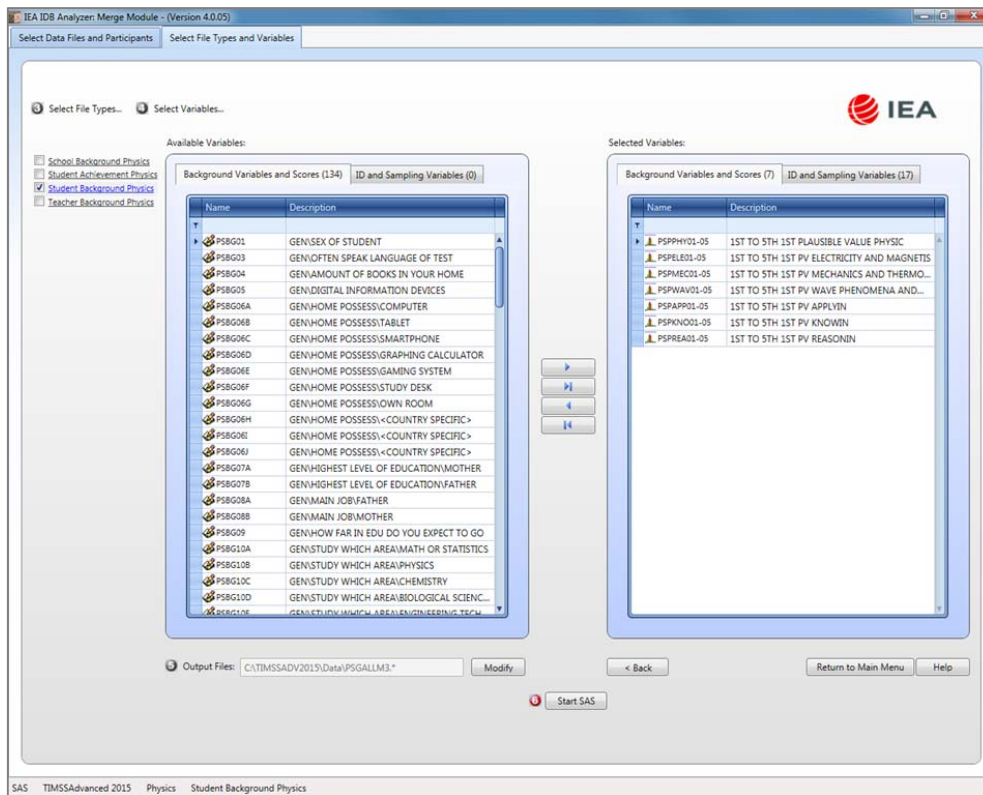 IEA IDB Analyzer: Merge Module - (Version 4.0.05)
Select Data Files and Participants Select File Types and Variables
3 Select File Types... 4 Select Variables...
IEA
Available Variables:
Selected Variables:
School Background Physics
Student Achievement Physics
Student Background Physics
Teacher Background Physics
Background Variables and Scores (134) ID and Sampling Variables (0)
Name Description
PSBG01 GEN\SEX OF STUDENT
PSBG03 GEN\OFTEN SPEAK LANGUAGE OF TEST
PSBG04 GEN\AMOUNT OF BOOKS IN YOUR HOME
PSBG05 GEN\DIGITAL INFORMATION DEVICES
PSBG06A GEN\HOME POSSESS\COMPUTER
PSBG06B GEN\HOME POSSESS\TABLET
PSBG06C GEN\HOME POSSESS\SMARTPHONE
PSBG06D GEN\HOME POSSESS\GRAPHING CALCULATOR
PSBG06E GEN\HOME POSSESS\GAMING SYSTEM
PSBG06F GEN\HOME POSSESS\STUDY DESK
PSBG06G GEN\HOME POSSESS\OWN ROOM
PSBG06H GEN\HOME POSSESS\<COUNTRY SPECIFIC>
PSBG06I GEN\HOME POSSESS\<COUNTRY SPECIFIC>
PSBG06J GEN\HOME POSSESS\<COUNTRY SPECIFIC>
PSBG07A GEN\HIGHEST LEVEL OF EDUCATION\MOTHER
PSBG07B GEN\HIGHEST LEVEL OF EDUCATION\FATHER
PSBG08A GEN\MAIN JOB\FATHER
PSBG08B GEN\MAIN JOB\MOTHER
PSBG09 GEN\HOW FAR IN EDU DO YOU EXPECT TO GO
PSBG10A GEN\STUDY WHICH AREA\MATH OR STATISTICS
PSBG10B GEN\STUDY WHICH AREA\PHYSICS
PSBG10C GEN\STUDY WHICH AREA\CHEMISTRY
PSBG10D GEN\STUDY WHICH AREA\BIOLOGICAL SCIENC...
PSBG10E GEN\STUDY WHICH AREA\ENGINEERING TECH
Background Variables and Scores (7) ID and Sampling Variables (17)
Name Description
PSPPHY01-05 1ST TO 5TH 1ST PLAUSIBLE VALUE PHYSIC
PSPELE01-05 1ST TO 5TH 1ST PV ELECTRICITY AND MAGNETIS
PSPMEC01-05 1ST TO 5TH 1ST PV MECHANICS AND THERMO...
PSPWAV01-05 1ST TO 5TH 1ST PV WAVE PHENOMENA AND...
PSPAPP01-05 1ST TO 5TH 1ST PV APPLYIN
PSPKNO01-05 1ST TO 5TH 1ST PV KNOWIN
PSPREA01-05 1ST TO 5TH 1ST PV REASONIN
5 Output Files: C:\TIMSSADV2015\Data\PSGALLM3.* Modify
< Back Return to Main Menu Help
6 Start SAS
SAS TIMSSAdvanced 2015 Physics Student Background Physics